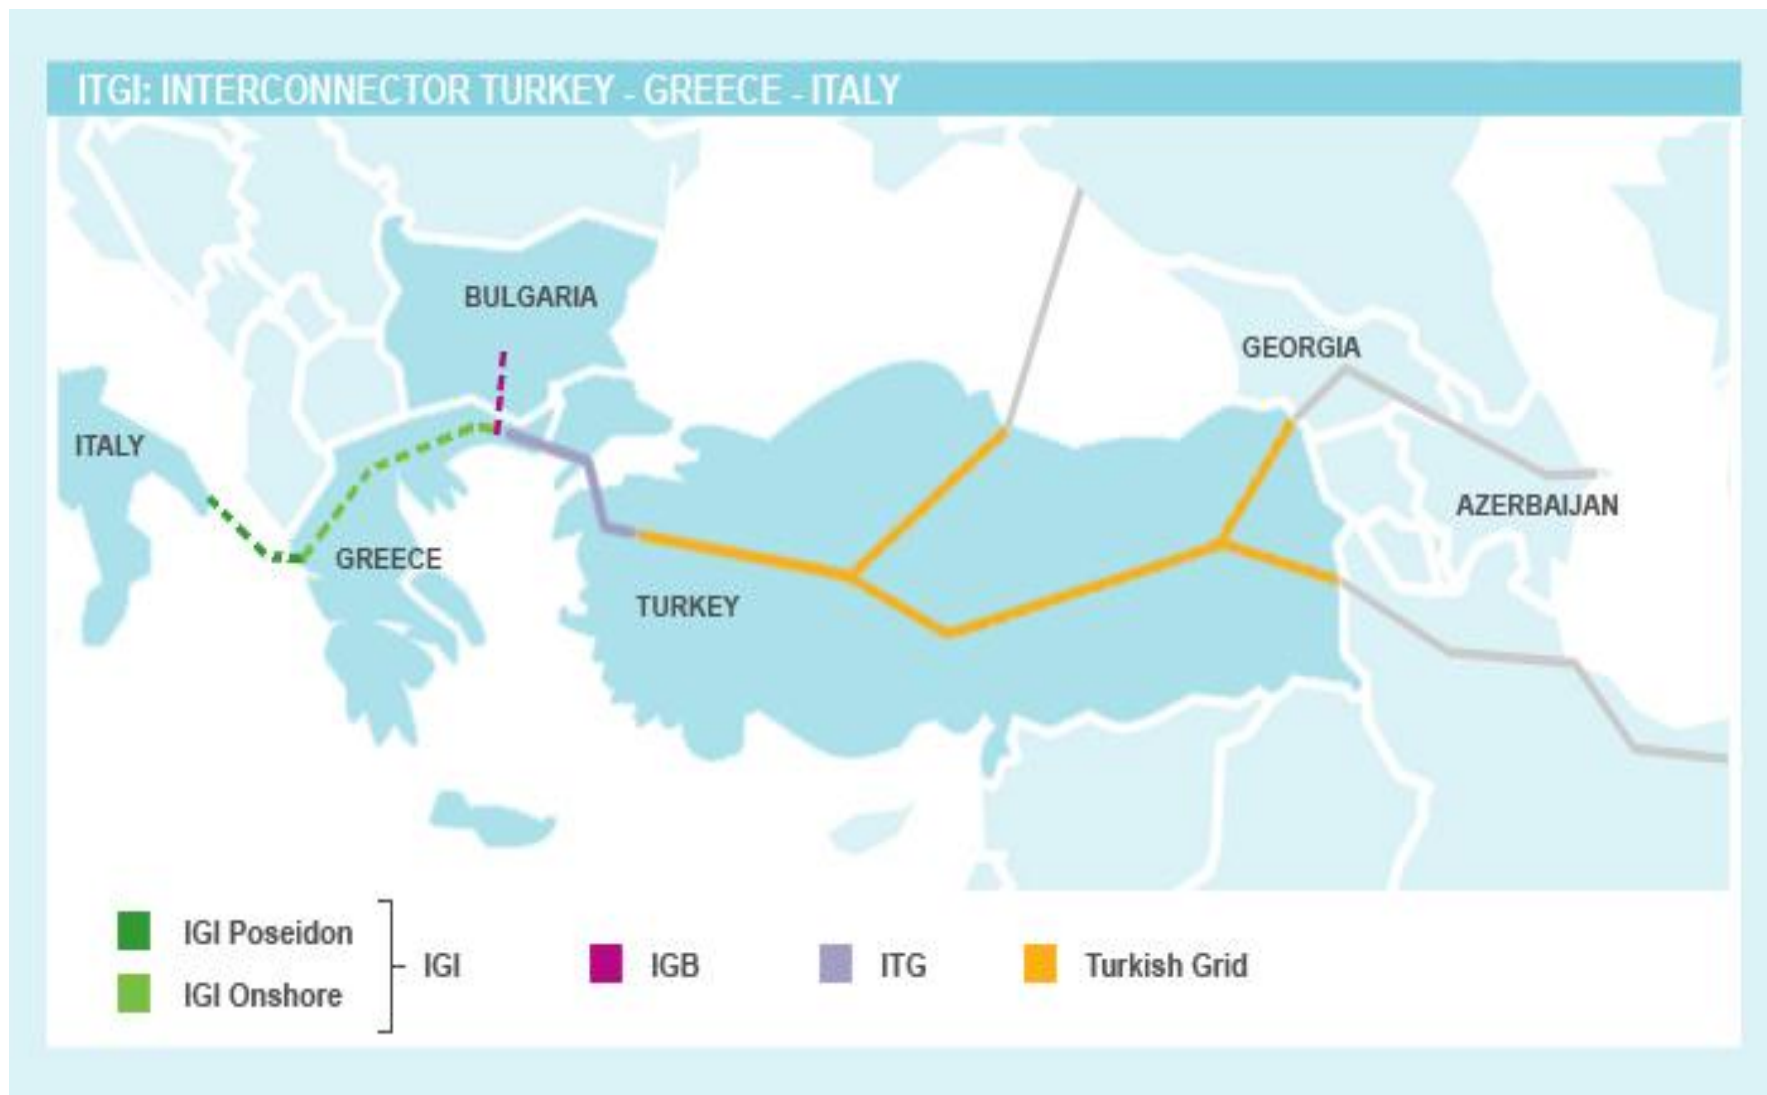 ITGI: INTERCONNECTOR TURKEY - GREECE - ITALY
BULGARIA
GEORGIA
ITALY
AZERBAIJAN
GREECE
TURKEY
IGI Poseidon
IGI Onshore
IGI
IGB
ITG
Turkish Grid